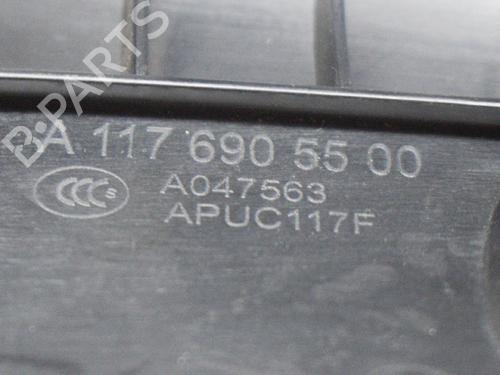 B-PARTS
A 117 690 55 00
CCC S
A047563
APUC117F